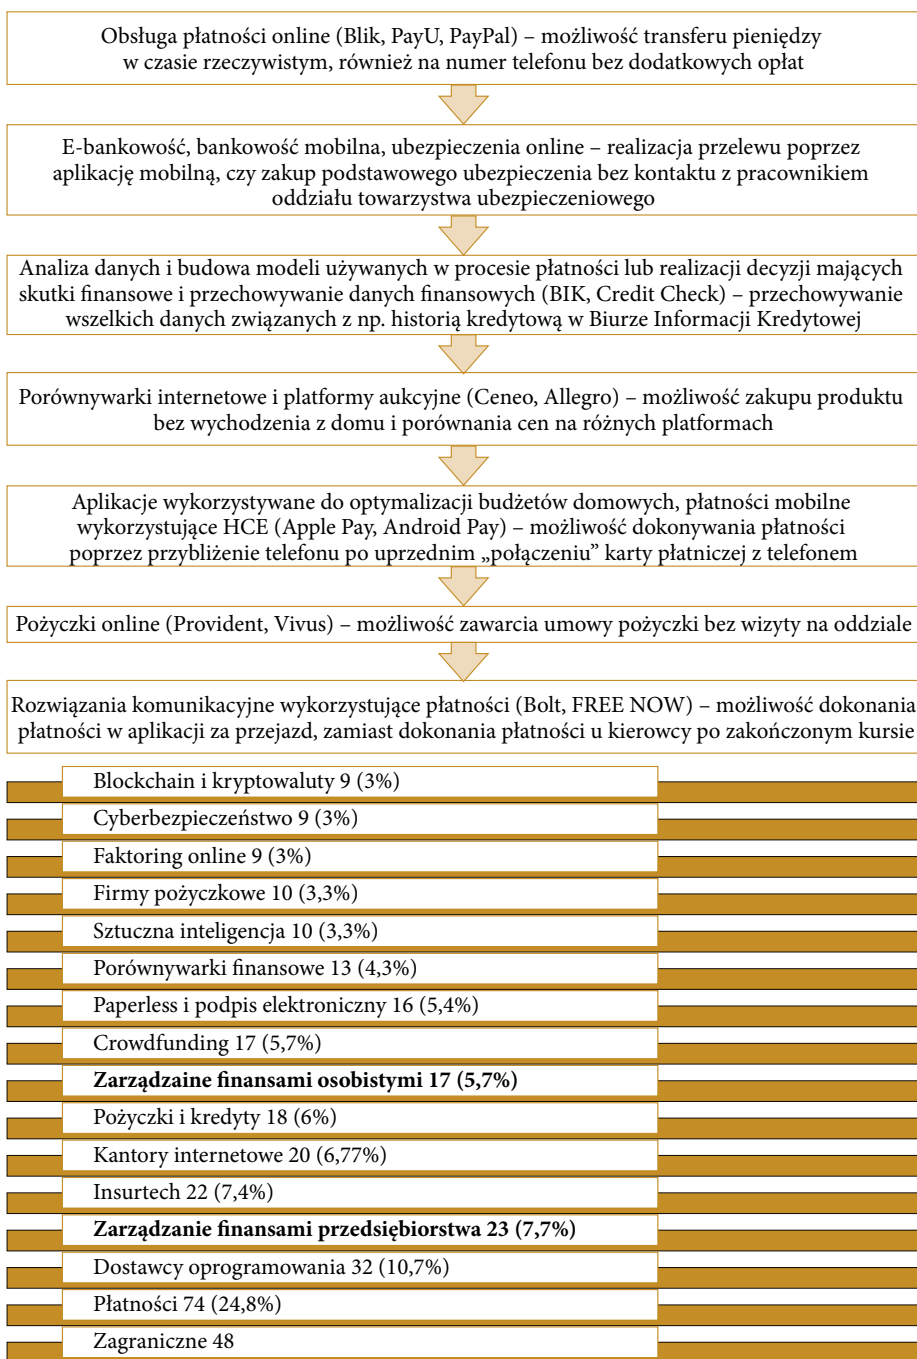 Obsługa płatności online (Blik, PayU, PayPal) – możliwość transferu pieniędzy
w czasie rzeczywistym, również na numer telefonu bez dodatkowych opłat
E-bankowość, bankowość mobilna, ubezpieczenia online – realizacja przelewu poprzez
aplikację mobilną, czy zakup podstawowego ubezpieczenia bez kontaktu z pracownikiem
oddziału towarzystwa ubezpieczeniowego
Analiza danych i budowa modeli używanych w procesie płatności lub realizacji decyzji mających
skutki finansowe i przechowywanie danych finansowych (BIK, Credit Check) – przechowywanie
wszelkich danych związanych z np. historią kredytową w Biurze Informacji Kredytowej
Porównywarki internetowe i platformy aukcyjne (Ceneo, Allegro) – możliwość zakupu produktu
bez wychodzenia z domu i porównania cen na różnych platformach
Aplikacje wykorzystywane do optymalizacji budżetów domowych, płatności mobilne
wykorzystujące HCE (Apple Pay, Android Pay) – możliwość dokonywania płatności
poprzez przybliżenie telefonu po uprzednim „połączeniu” karty płatniczej z telefonem
Pożyczki online (Provident, Vivus) – możliwość zawarcia umowy pożyczki bez wizyty na oddziale
Rozwiązania komunikacyjne wykorzystujące płatności (Bolt, FREE NOW) – możliwość dokonania
płatności w aplikacji za przejazd, zamiast dokonania płatności u kierowcy po zakończonym kursie
Blockchain i kryptowaluty 9 (3%)
Cyberbezpieczeństwo 9 (3%)
Faktoring online 9 (3%)
Firmy pożyczkowe 10 (3,3%)
Sztuczna inteligencja 10 (3,3%)
Porównywarki finansowe 13 (4,3%)
Paperless i podpis elektroniczny 16 (5,4%)
Crowdfunding 17 (5,7%)
Zarządzaine finansami osobistymi 17 (5,7%)
Pożyczki i kredyty 18 (6%)
Kantory internetowe 20 (6,77%)
Insurtech 22 (7,4%)
Zarządzanie finansami przedsiębiorstwa 23 (7,7%)
Dostawcy oprogramowania 32 (10,7%)
Płatności 74 (24,8%)
Zagraniczne 48